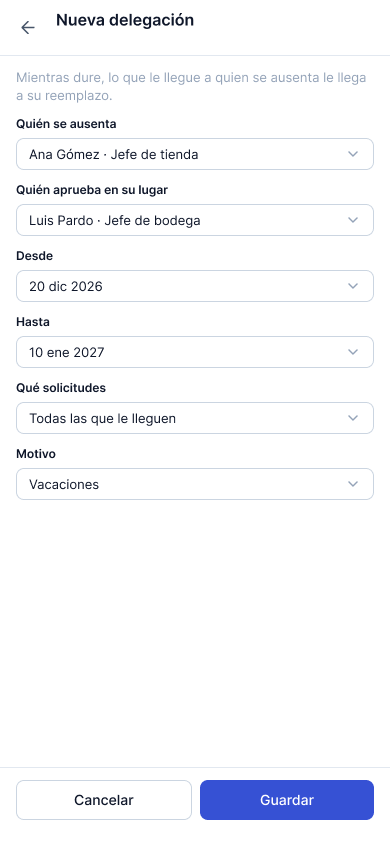 Nueva delegación
Mientras dure, lo que le llegue a quien se ausenta le llega
a su reemplazo.
Quién se ausenta
Ana Gómez · Jefe de tienda
Quién aprueba en su lugar
Luis Pardo · Jefe de bodega
Desde
20 dic 2026
Hasta
10 ene 2027
Qué solicitudes
Todas las que le lleguen
Motivo
Vacaciones
Cancelar
Guardar